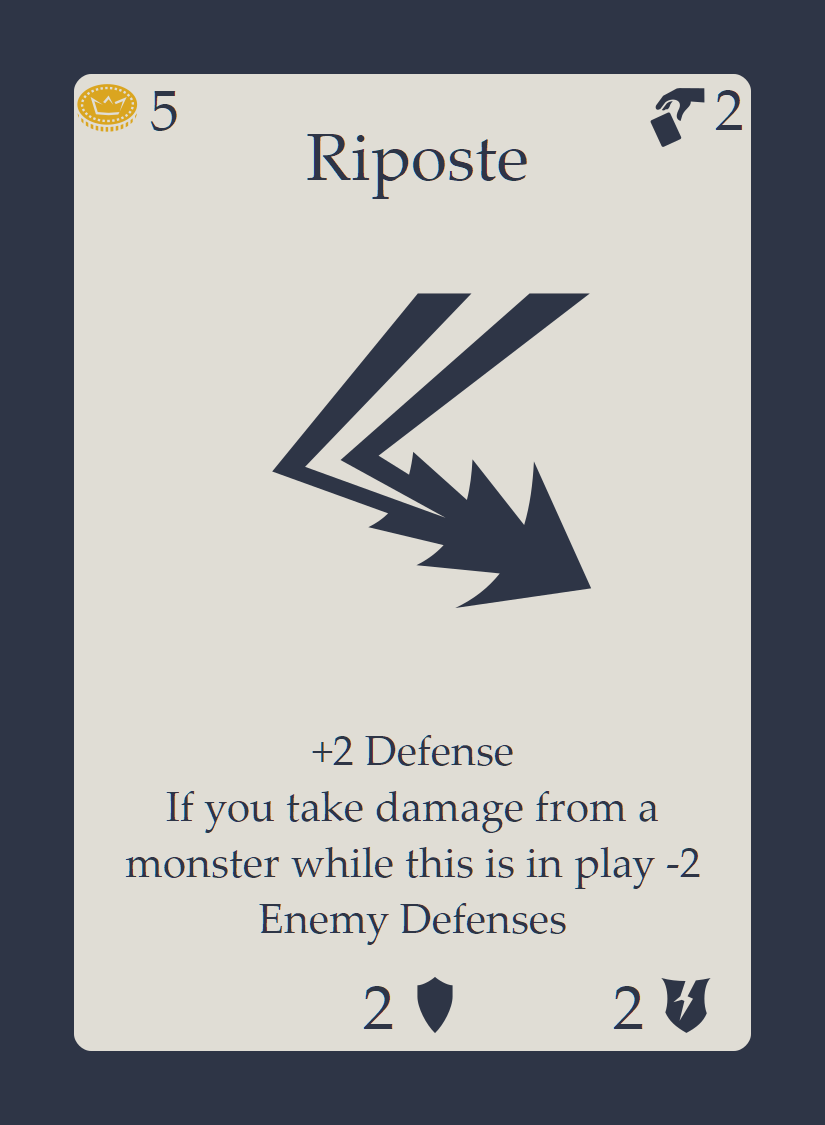 5
2
Riposte
+2 Defense
If you take damage from a
monster while this is in play -2
Enemy Defenses
2
2